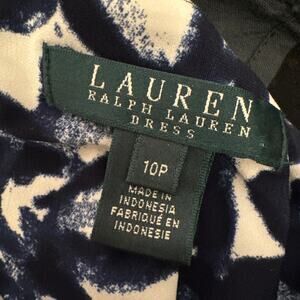 LAUREN
RALPH LAUREN
DRESS
10P
MADE IN
INDONESIA
FABRIQUÉ EN
INDONESIE